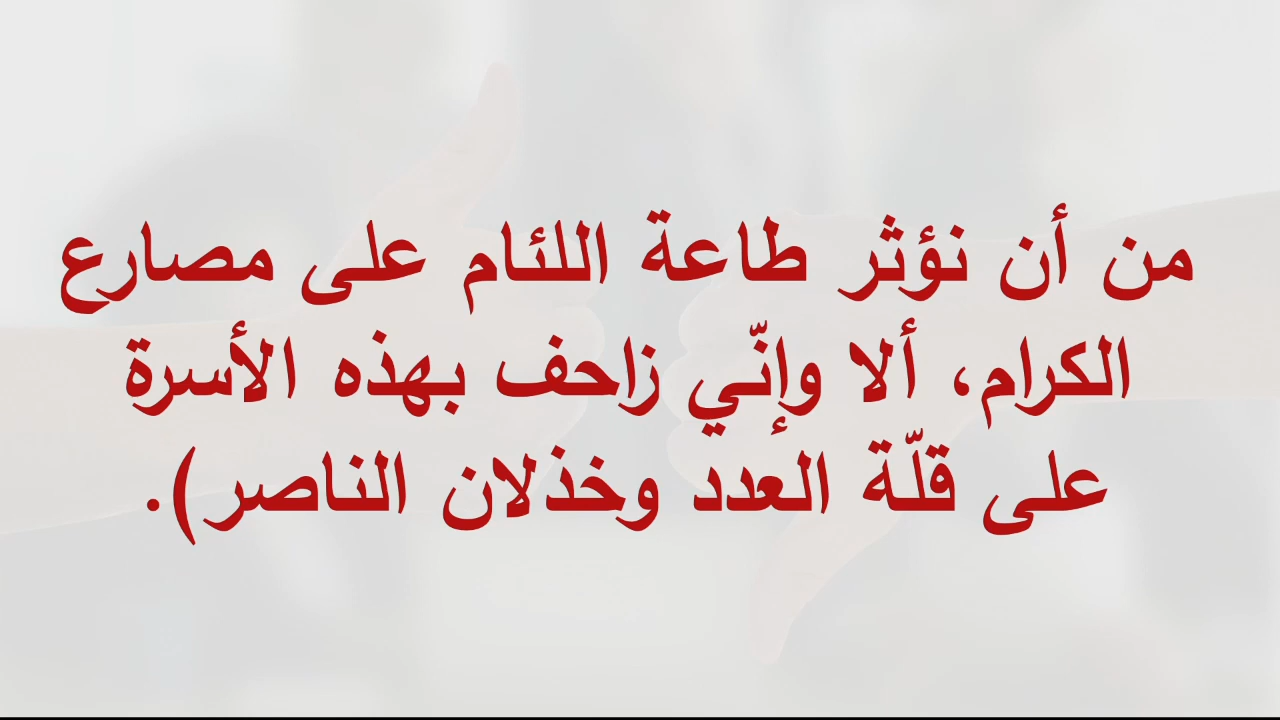 من أن نؤثر طاعة اللئام على مصارع
الكرام، ألا وإنّي زاحف بهذه الأسرة
على قلّة العدد وخذلان الناصر).